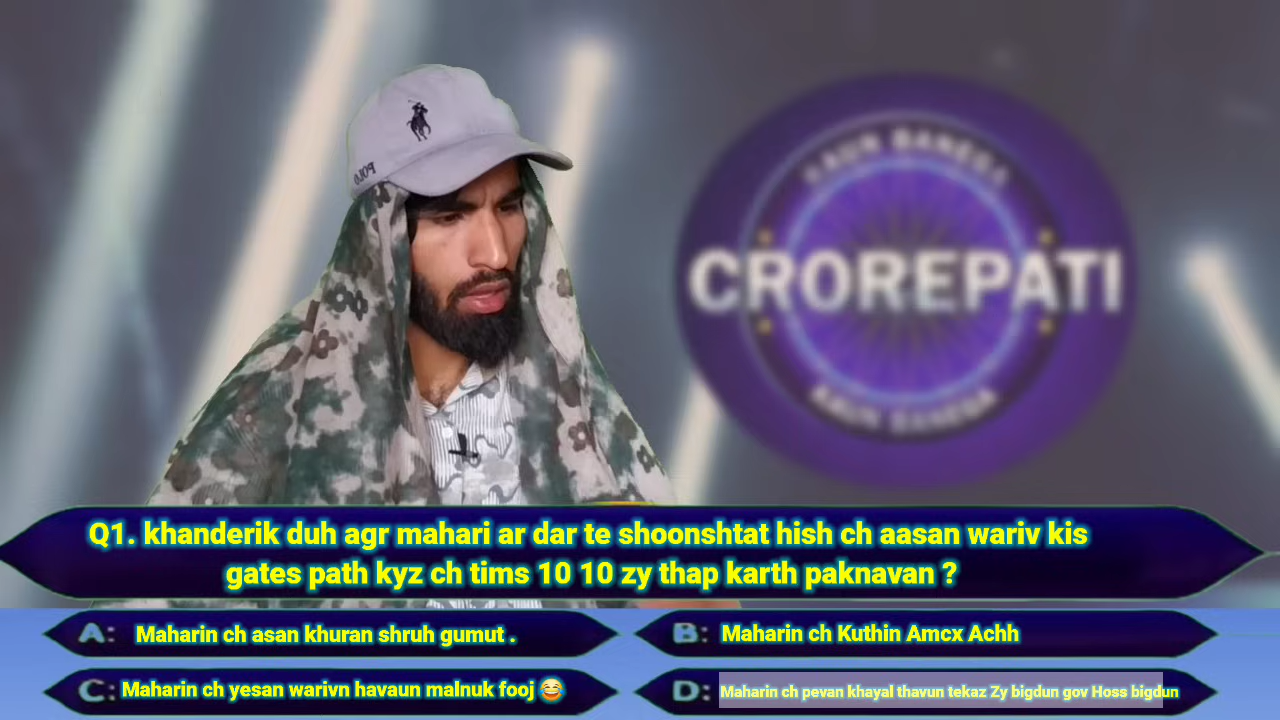 POLO
KAUN BANEGA
CROREPATI
Q1. khanderik duh agr mahari ar dar te shoonshtat hish ch aasan wariv kis
gates path kyz ch tims 10 10 zy thap karth paknavan ?
A: Maharin ch asan khuran shruh gumut .
B: Maharin ch Kuthin Amcx Achh
C: Maharin ch yesan warivn havaun malnuk fooj 😂
D: Maharin ch pevan khayal thavun tekaz Zy bigdun gov Hoss bigdun